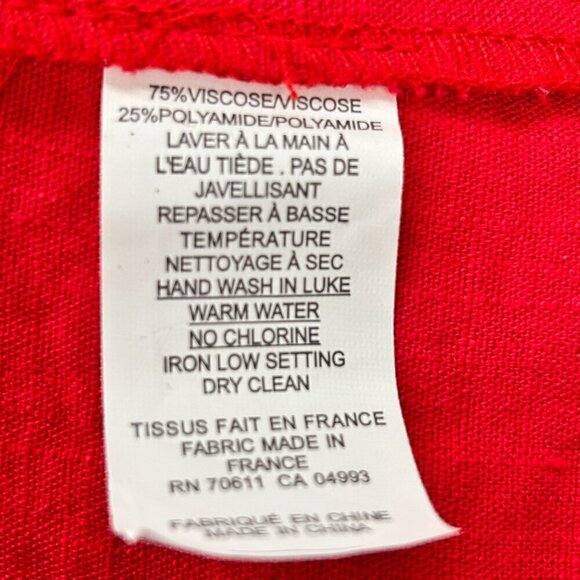 75%VISCOSE/VISCOSE
25%POLYAMIDE/POLYAMIDE
LAVER À LA MAIN À
L'EAU TIÈDE . PAS DE
JAVELLISANT
REPASSER À BASSE
TEMPÉRATURE
NETTOYAGE À SEC
HAND WASH IN LUKE
WARM WATER
NO CHLORINE
IRON LOW SETTING
DRY CLEAN
TISSUS FAIT EN FRANCE
FABRIC MADE IN
FRANCE
RN 70611 CA 04993
FABRIQUÉ EN CHINE
MADE IN CHINA